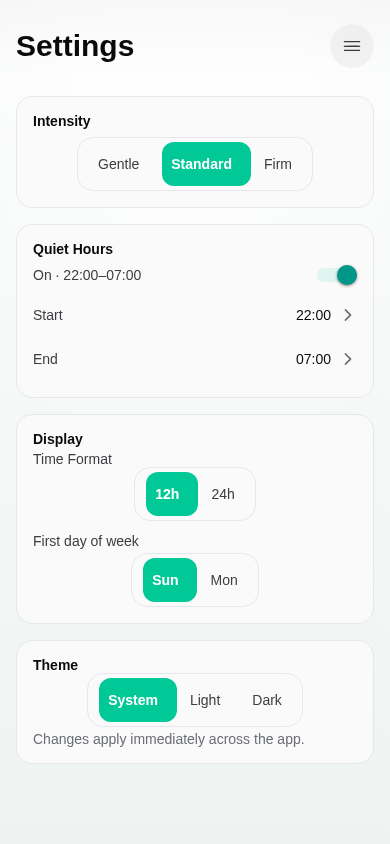 Settings
Intensity
Gentle Standard Firm
Quiet Hours
On · 22:00–07:00
Start 22:00
End 07:00
Display
Time Format
12h 24h
First day of week
Sun Mon
Theme
System Light Dark
Changes apply immediately across the app.